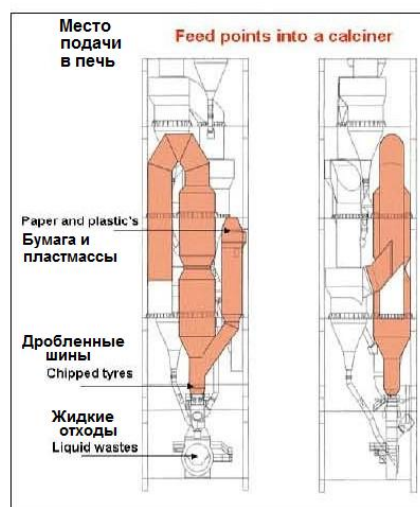 Место
подачи
в печь
Feed points into a calciner
Paper and plastic's
Бумага и
пластмассы
Дробленные
шины
Chipped tyres
Жидкие
отходы
Liquid wastes